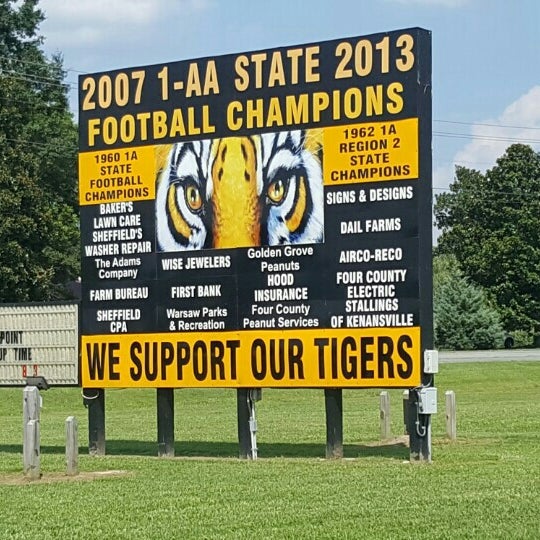 2007 1-AA STATE 2013
FOOTBALL CHAMPIONS
1960 1A
STATE
FOOTBALL
CHAMPIONS
1962 1A
REGION 2
STATE
CHAMPIONS
BAKER'S
LAWN CARE
SHEFFIELD'S
WASHER REPAIR
The Adams
Company
FARM BUREAU
SHEFFIELD
CPA
WISE JEWELERS
FIRST BANK
Warsaw Parks
& Recreation
Golden Grove
Peanuts
HOOD
INSURANCE
Four County
Peanut Services
SIGNS & DESIGNS
DAIL FARMS
AIRCO-RECO
FOUR COUNTY
ELECTRIC
STALLINGS
OF KENANSVILLE
WE SUPPORT OUR TIGERS
POINT
UP TIME